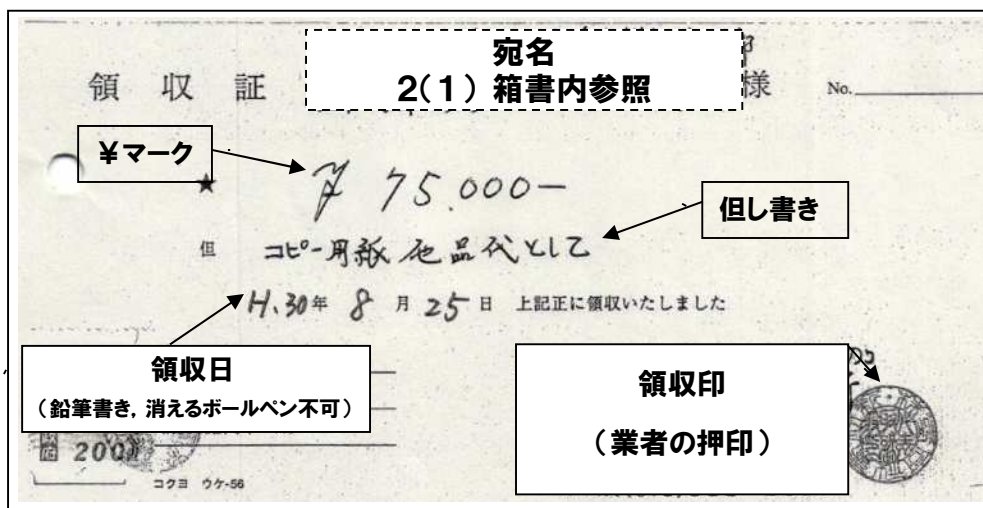 宛名
2(1) 箱書内参照
領 収 証
様
No.
¥マーク
★
¥ 75.000-
但し書き
但 コピー用紙他品代として
H.30年 8月25日 上記正に領収いたしました
領収日
(鉛筆書き, 消えるボールペン不可)
領収印
(業者の押印)
200
コクヨ ウケ-56